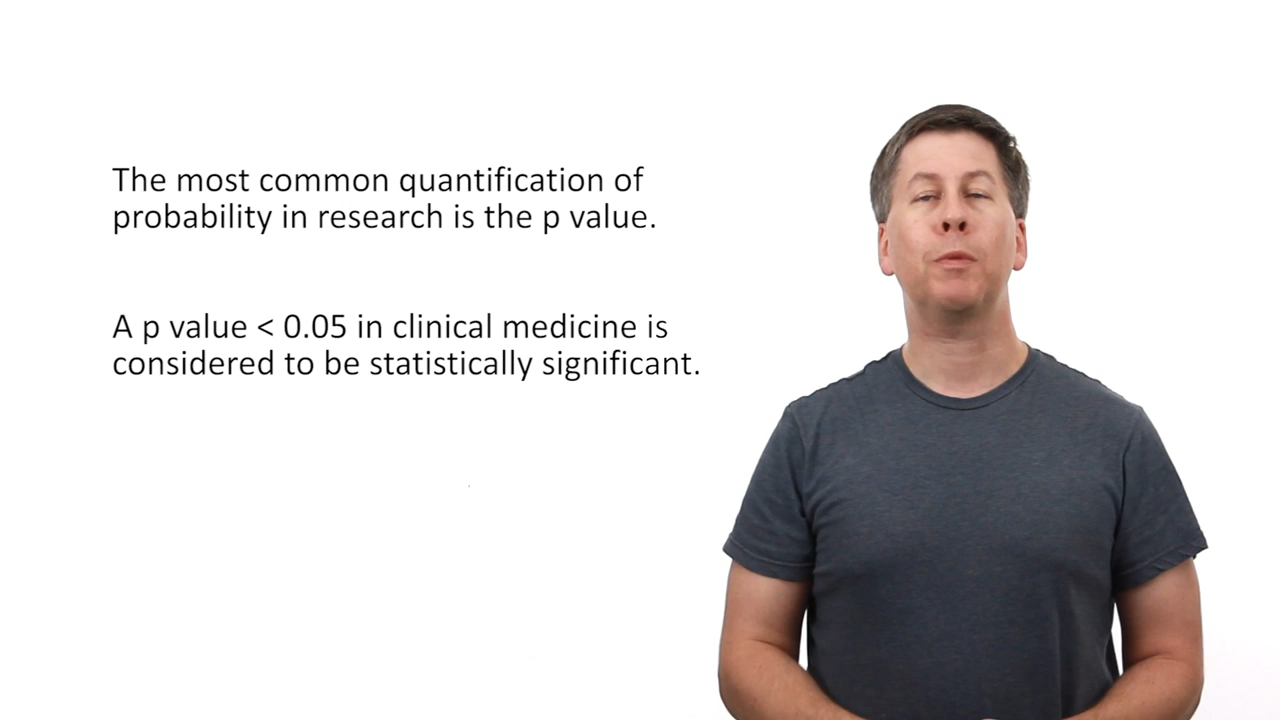 The most common quantification of
probability in research is the p value.
A p value < 0.05 in clinical medicine is
considered to be statistically significant.